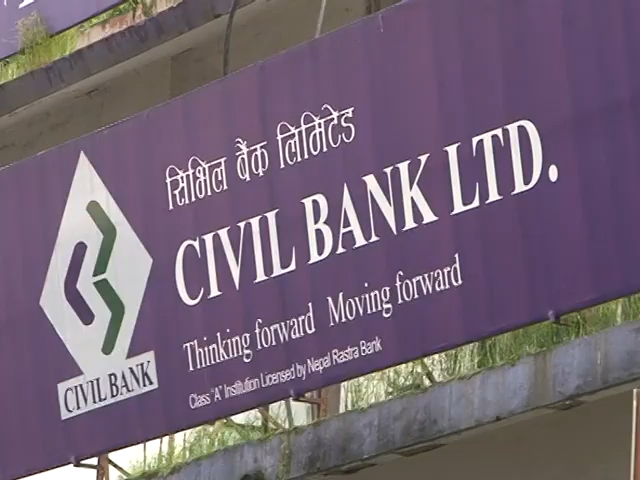 सिभिल बैंक लिमिटेड
CIVIL BANK LTD.
Thinking forward Moving forward
Class "A" Institution Licensed by Nepal Rastra Bank
CIVIL BANK